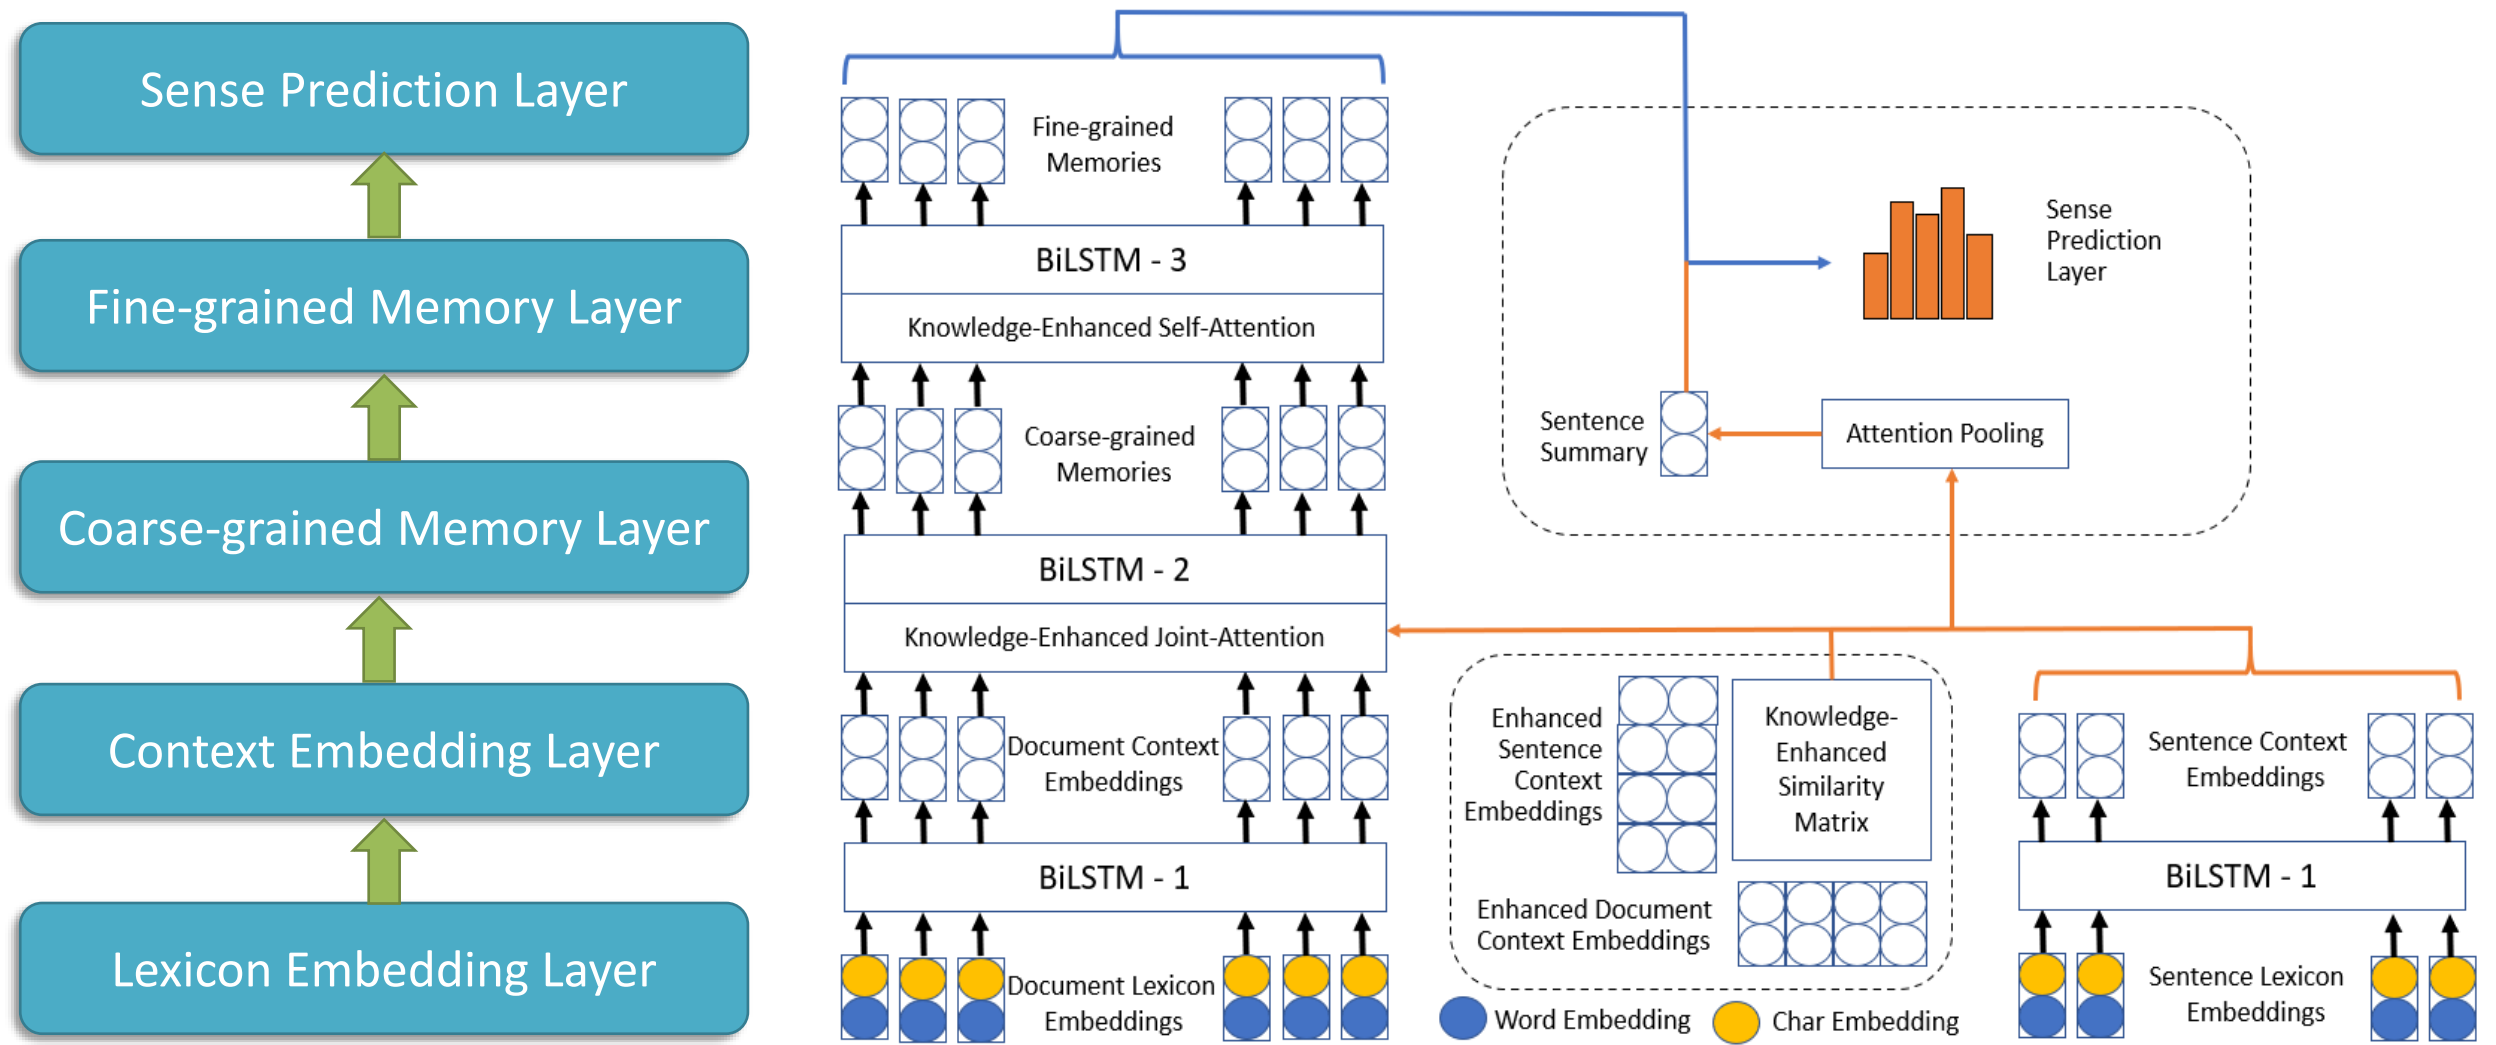 Sense Prediction Layer
Fine-grained Memory Layer
Coarse-grained Memory Layer
Context Embedding Layer
Lexicon Embedding Layer
Fine-grained
Memories
BiLSTM - 3
Knowledge-Enhanced Self-Attention
Coarse-grained
Memories
BiLSTM - 2
Knowledge-Enhanced Joint-Attention
Document Context
Embeddings
BiLSTM - 1
Document Lexicon
Embeddings
Sense
Prediction
Layer
Sentence
Summary
Attention Pooling
Enhanced
Sentence
Context
Embeddings
Knowledge-
Enhanced
Similarity
Matrix
Enhanced Document
Context Embeddings
Word Embedding
Char Embedding
Sentence Context
Embeddings
BiLSTM - 1
Sentence Lexicon
Embeddings